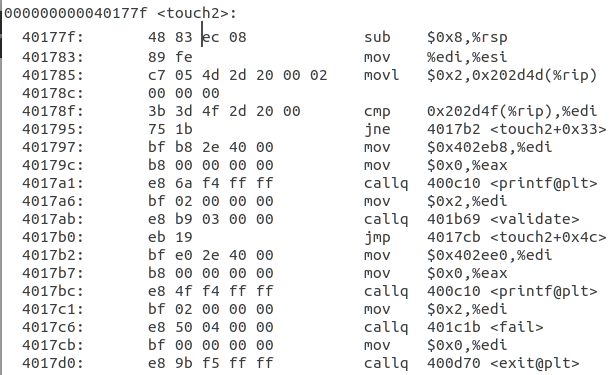 000000000040177f <touch2>:
40177f: 48 83 ec 08 sub $0x8,%rsp
401783: 89 fe mov %edi,%esi
401785: c7 05 4d 2d 20 00 02 movl $0x2,0x202d4d(%rip)
40178c: 00 00 00
40178f: 3b 3d 4f 2d 20 00 cmp 0x202d4f(%rip),%edi
401795: 75 1b jne 4017b2 <touch2+0x33>
401797: bf b8 2e 40 00 mov $0x402eb8,%edi
40179c: b8 00 00 00 00 mov $0x0,%eax
4017a1: e8 6a f4 ff ff callq 400c10 <printf@plt>
4017a6: bf 02 00 00 00 mov $0x2,%edi
4017ab: e8 b9 03 00 00 callq 401b69 <validate>
4017b0: eb 19 jmp 4017cb <touch2+0x4c>
4017b2: bf e0 2e 40 00 mov $0x402ee0,%edi
4017b7: b8 00 00 00 00 mov $0x0,%eax
4017bc: e8 4f f4 ff ff callq 400c10 <printf@plt>
4017c1: bf 02 00 00 00 mov $0x2,%edi
4017c6: e8 50 04 00 00 callq 401c1b <fail>
4017cb: bf 00 00 00 00 mov $0x0,%edi
4017d0: e8 9b f5 ff ff callq 400d70 <exit@plt>